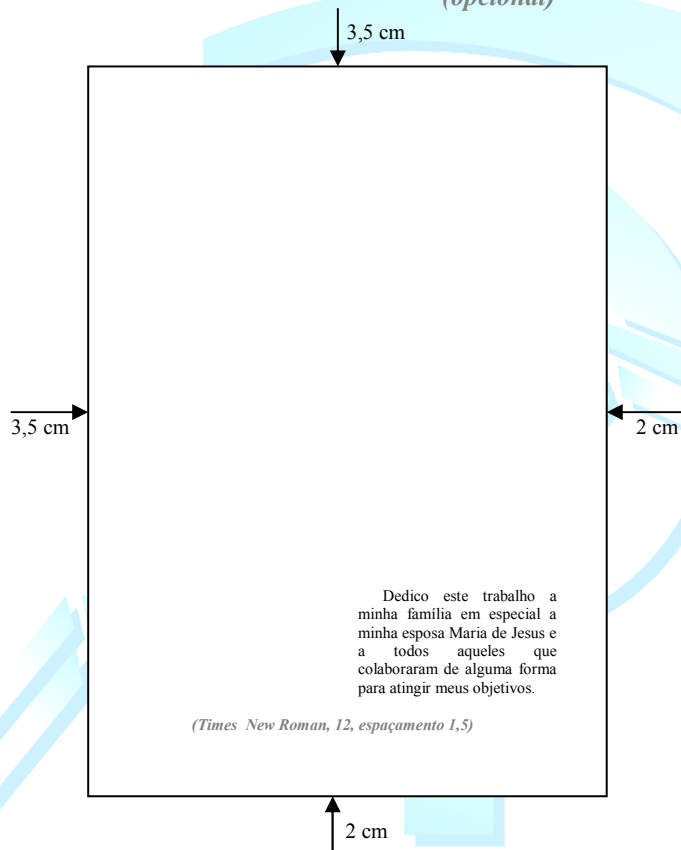 (opcional)
3,5 cm
3,5 cm
2 cm
Dedico este trabalho a
minha família em especial a
minha esposa Maria de Jesus e
a todos aqueles que
colaboraram de alguma forma
para atingir meus objetivos.
(Times New Roman, 12, espaçamento 1,5)
2 cm